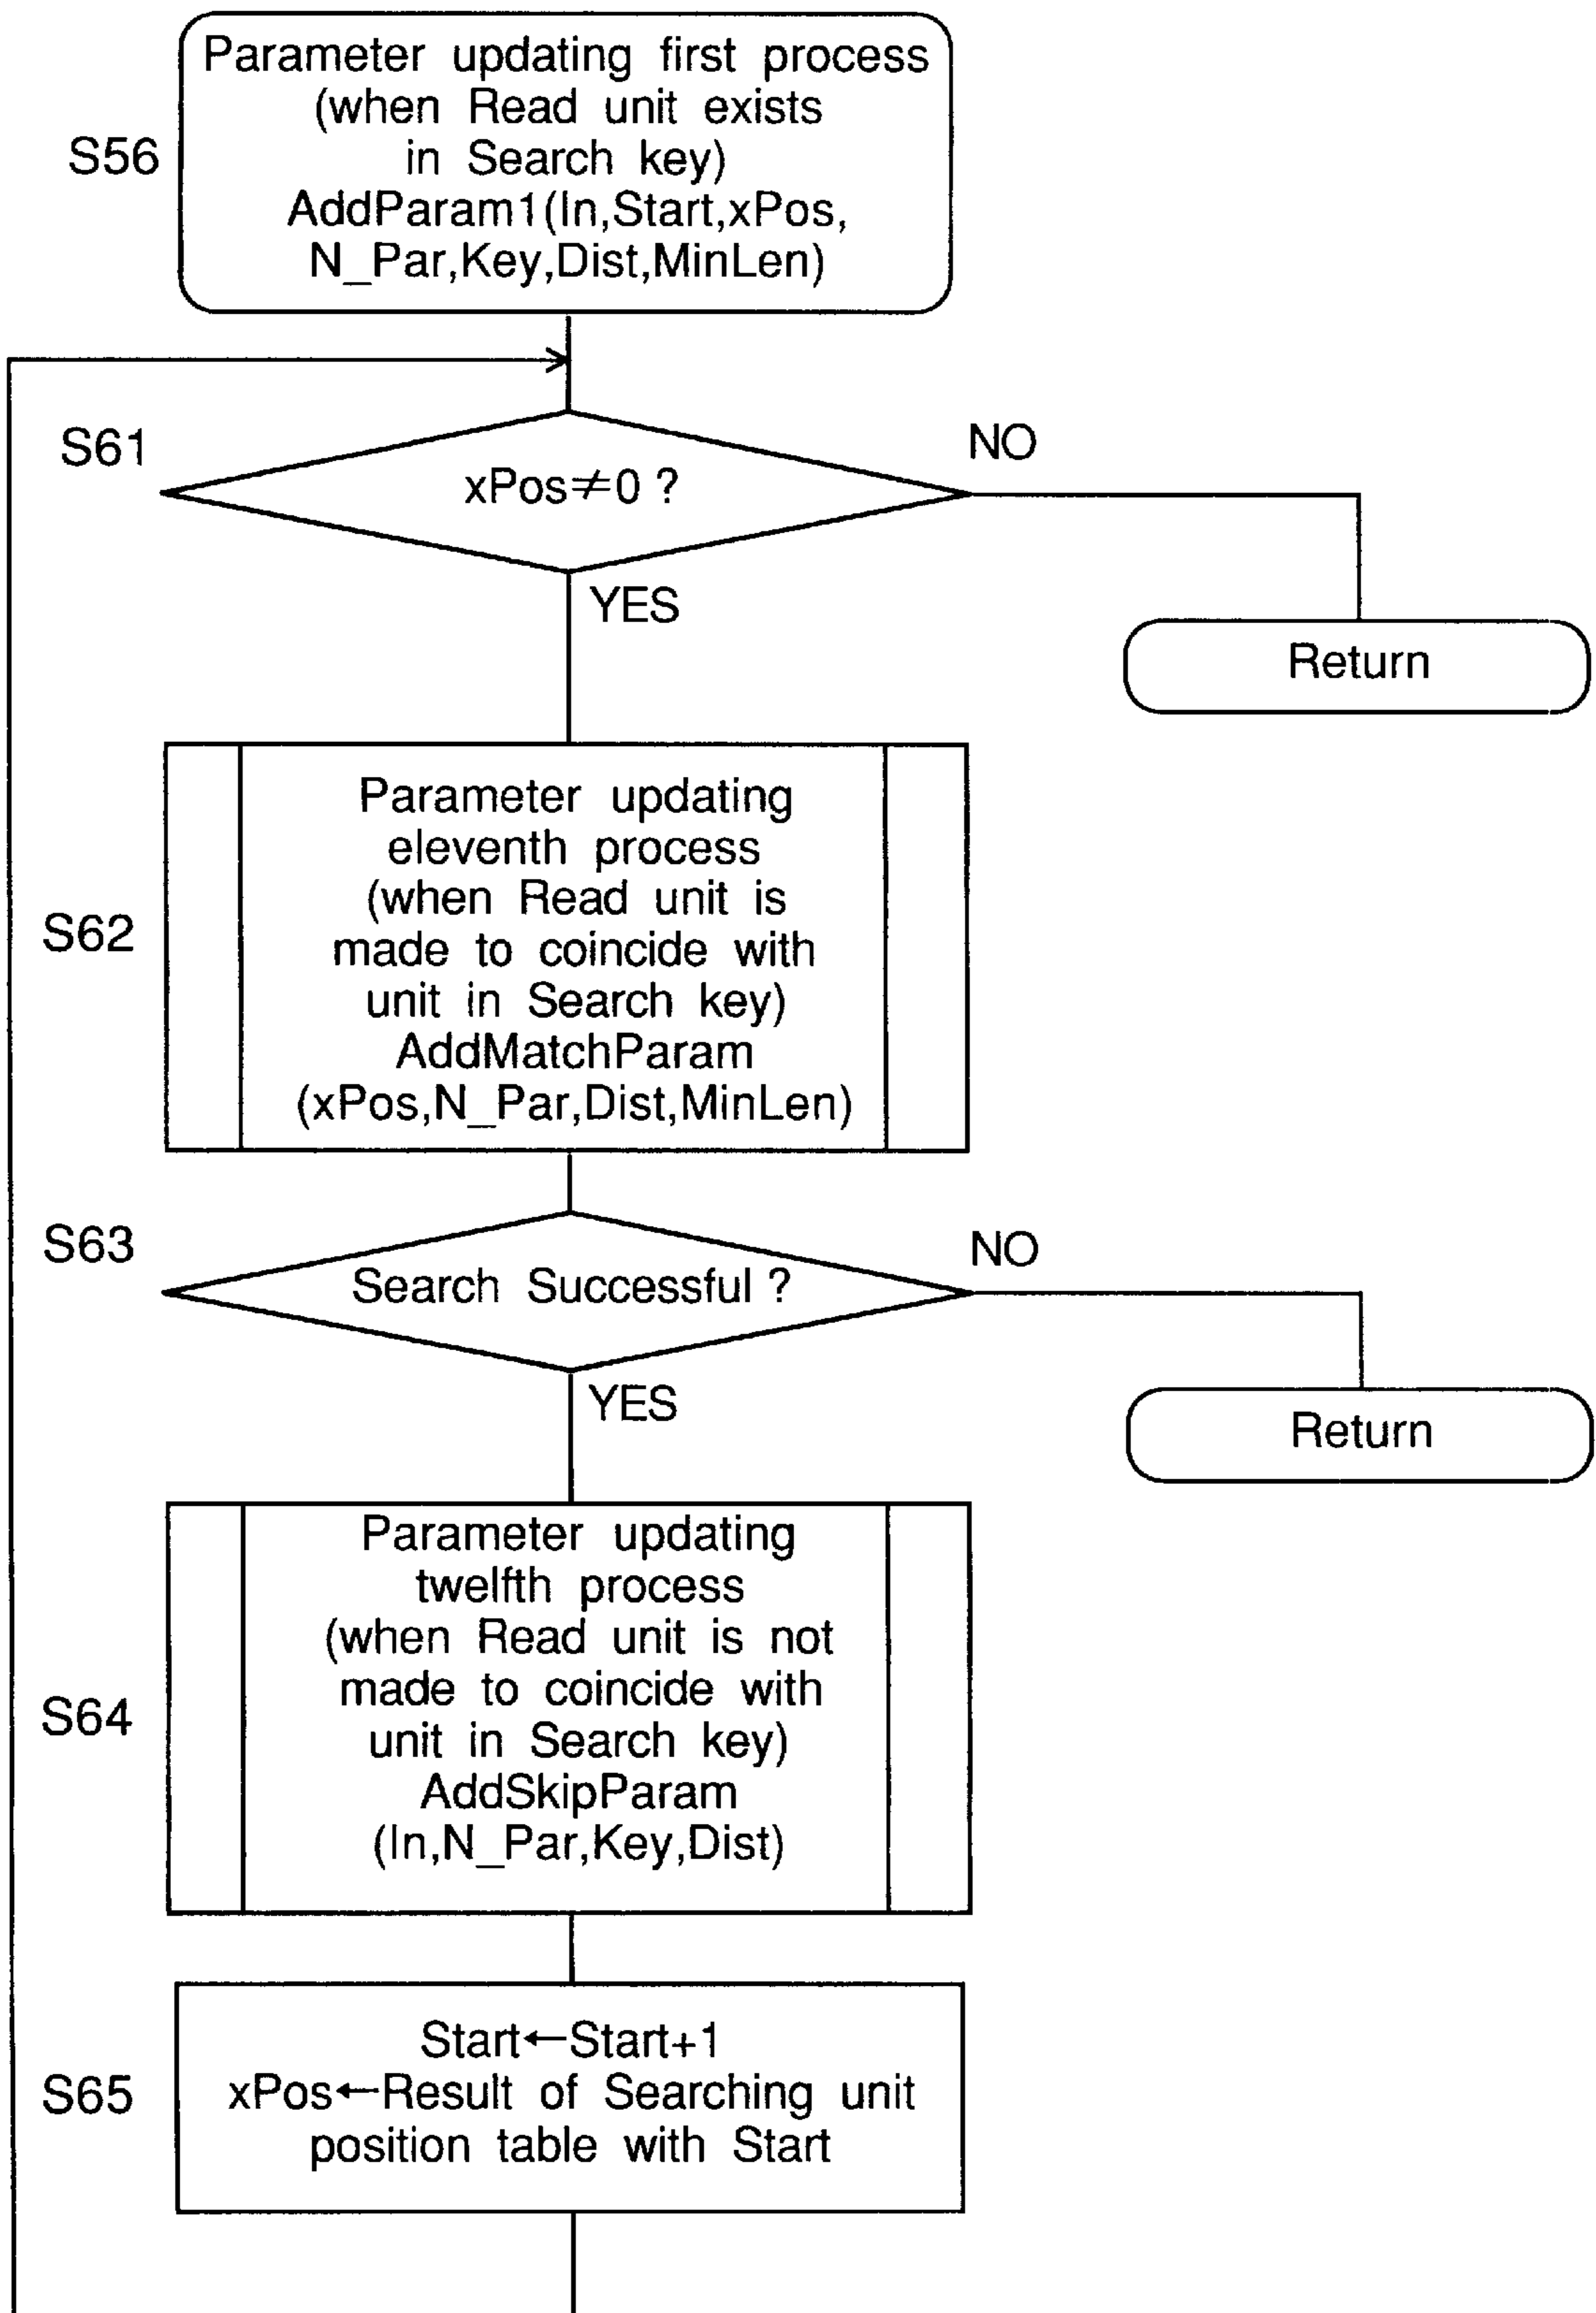 Parameter updating first process
(when Read unit exists
in Search key)
S56
AddParam1(In,Start,xPos,
N_Par,Key,Dist,MinLen)
S61
NO
xPos≠0 ?
YES
Return
Parameter updating
eleventh process
(when Read unit is
S62
made to coincide with
unit in Search key)
AddMatchParam
(xPos,N_Par,Dist,MinLen)
S63
NO
Search Successful ?
YES
Return
Parameter updating
twelfth process
(when Read unit is not
made to coincide with
S64
unit in Search key)
AddSkipParam
(In,N_Par,Key,Dist)
Start←Start+1
S65
xPos←Result of Searching unit
position table with Start